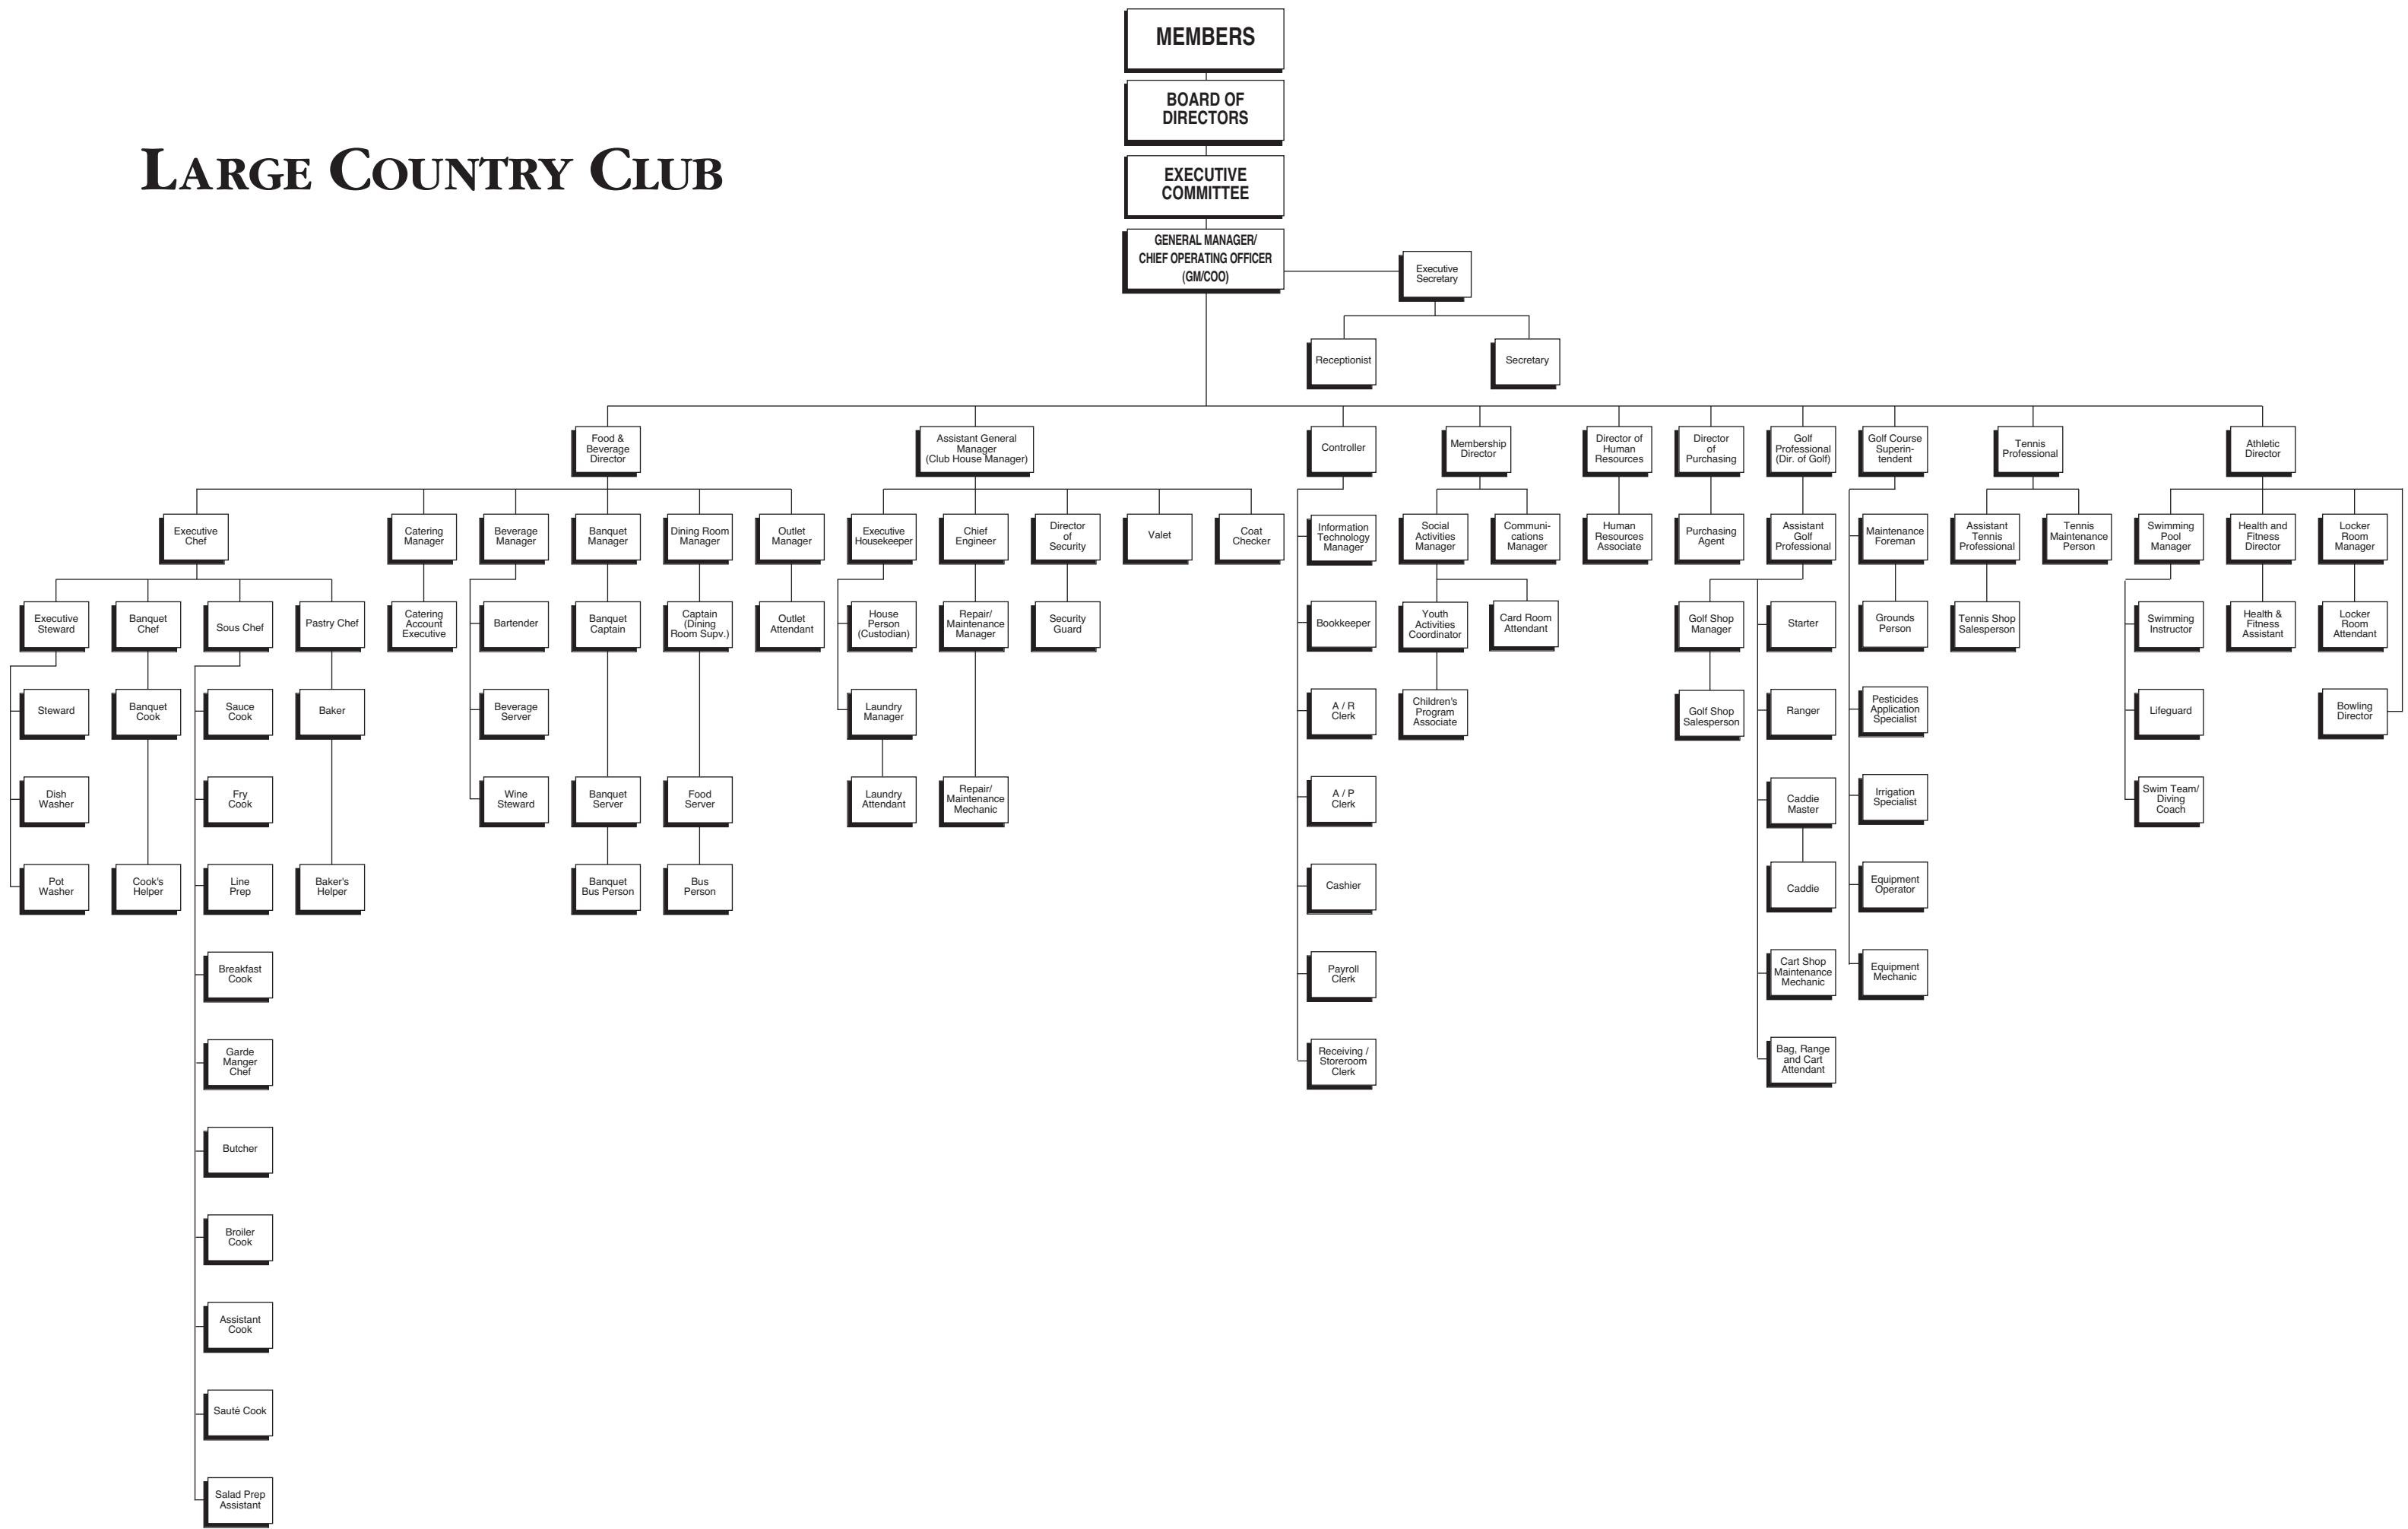 MEMBERS
BOARD OF
DIRECTORS
LARGE COUNTRY CLUB
EXECUTIVE
COMMITTEE
GENERAL MANAGER/
CHIEF OPERATING OFFICER
(GM/COO)
Executive
Secretary
Receptionist
Secretary
Food &
Beverage
Director
Assistant General
Manager
(Club House Manager)
Controller
Membership
Director
Director of
Human
Resources
Director
of
Purchasing
Golf
Professional
(Dir. of Golf)
Golf Course
Superin-
tendent
Tennis
Professional
Athletic
Director
Executive
Chef
Catering
Manager
Beverage
Manager
Banquet
Manager
Dining Room
Manager
Outlet
Manager
Executive
Housekeeper
Chief
Engineer
Director
of
Security
Valet
Coat
Checker
Information
Technology
Manager
Social
Activities
Manager
Communi-
cations
Manager
Human
Resources
Associate
Purchasing
Agent
Assistant
Golf
Professional
Maintenance
Foreman
Assistant
Tennis
Professional
Tennis
Maintenance
Person
Swimming
Pool
Manager
Health and
Fitness
Director
Locker
Room
Manager
Executive
Steward
Banquet
Chef
Sous Chef
Pastry Chef
Catering
Account
Executive
Bartender
Banquet
Captain
Captain
(Dining
Room Supv.)
Outlet
Attendant
House
Person
(Custodian)
Repair/
Maintenance
Manager
Security
Guard
Bookkeeper
Youth
Activities
Coordinator
Card Room
Attendant
Golf Shop
Manager
Starter
Grounds
Person
Tennis Shop
Salesperson
Swimming
Instructor
Health &
Fitness
Assistant
Locker
Room
Attendant
Steward
Banquet
Cook
Sauce
Cook
Baker
Beverage
Server
Laundry
Manager
A / R
Clerk
Children's
Program
Associate
Golf Shop
Salesperson
Ranger
Pesticides
Application
Specialist
Lifeguard
Bowling
Director
Dish
Washer
Fry
Cook
Wine
Steward
Banquet
Server
Food
Server
Laundry
Attendant
Repair/
Maintenance
Mechanic
A / P
Clerk
Caddie
Master
Irrigation
Specialist
Swim Team/
Diving
Coach
Pot
Washer
Cook's
Helper
Line
Prep
Baker's
Helper
Banquet
Bus Person
Bus
Person
Cashier
Caddie
Equipment
Operator
Breakfast
Cook
Payroll
Clerk
Cart Shop
Maintenance
Mechanic
Equipment
Mechanic
Garde
Manger
Chef
Receiving /
Storeroom
Clerk
Bag, Range
and Cart
Attendant
Butcher
Broiler
Cook
Assistant
Cook
Sauté Cook
Salad Prep
Assistant